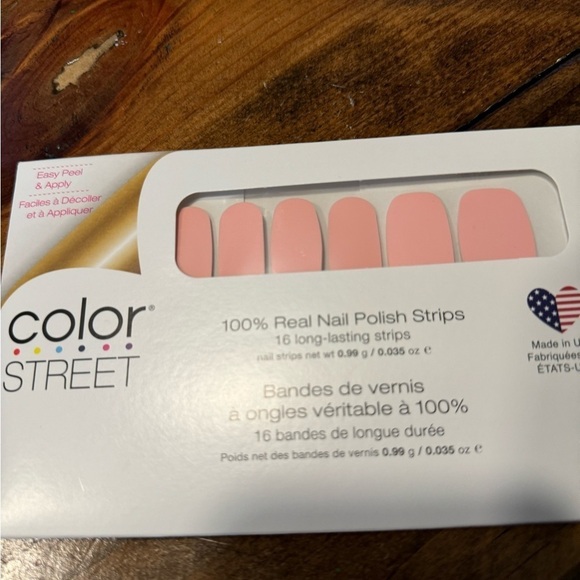 Easy Peel
& Apply
Faciles à Décoller
et à Appliquer
color®
STREET
100% Real Nail Polish Strips
16 long-lasting strips
nail strips net wt 0.99 g / 0.035 oz ℮
Bandes de vernis
à ongles véritable à 100%
16 bandes de longue durée
Poids net des bandes de vernis 0.99 g / 0.035 oz ℮
Made in U
Fabriquées
ÉTATS-U